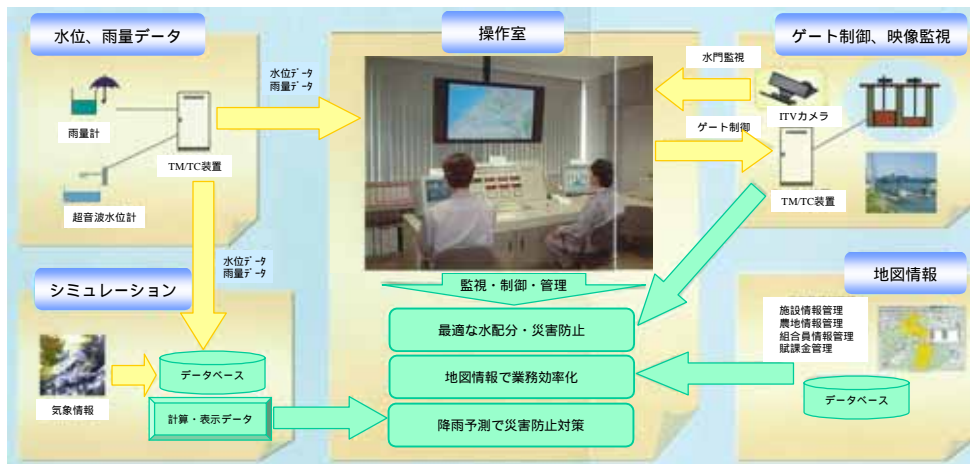 水位、雨量データ
雨量計
超音波水位計
TM/TC装置
水位データ
雨量データ
水位データ
雨量データ
シミュレーション
気象情報
データベース
計算・表示データ
操作室
監視・制御・管理
最適な水配分・災害防止
地図情報で業務効率化
降雨予測で災害防止対策
ゲート制御、映像監視
水門監視
ITVカメラ
ゲート制御
TM/TC装置
地図情報
施設情報管理
農地情報管理
組合員情報管理
賦課金管理
データベース